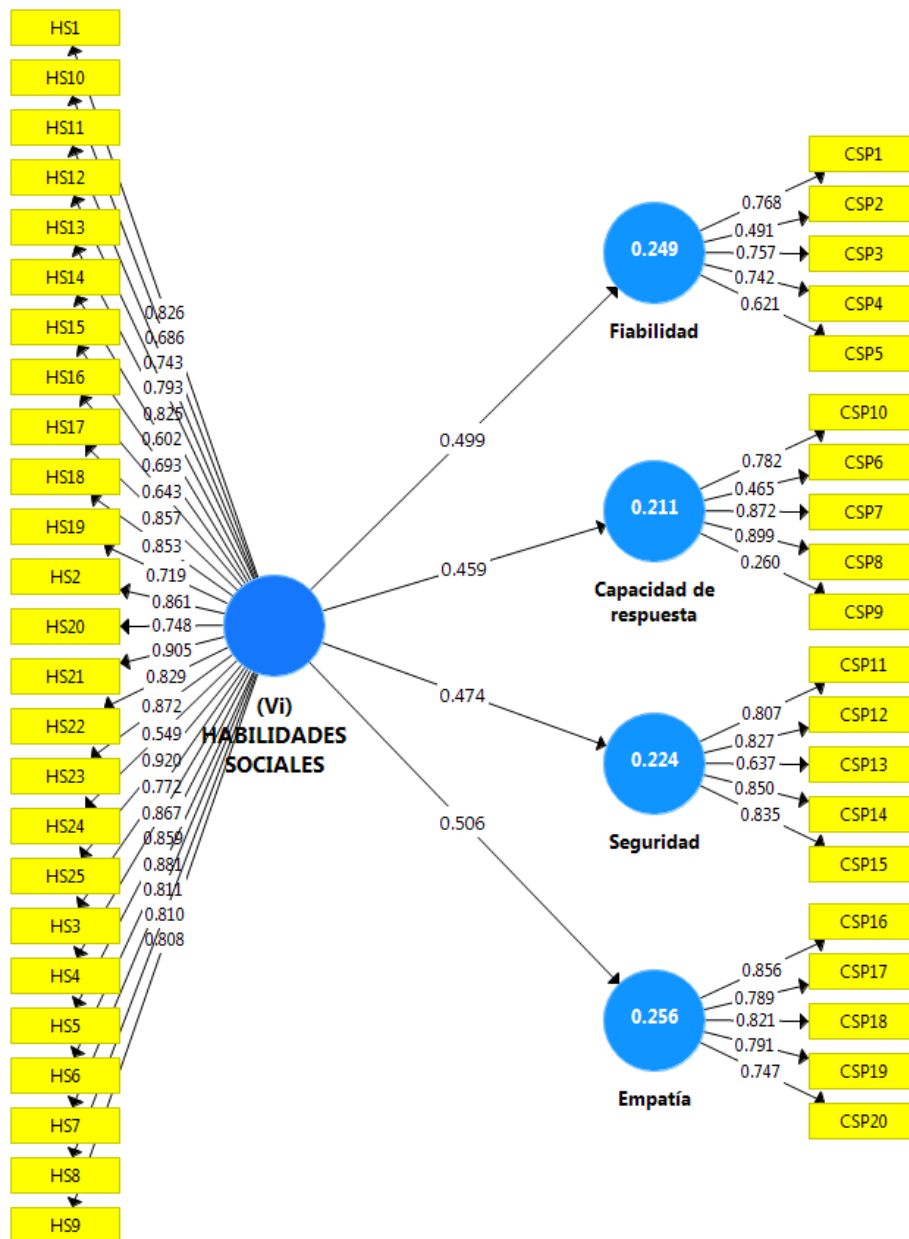 HS1
HS10
HS11
HS12
HS13
HS14
HS15
HS16
HS17
HS18
HS19
HS2
HS20
HS21
HS22
HS23
HS24
HS25
HS3
HS4
HS5
HS6
HS7
HS8
HS9
0.826
0.686
0.743
0.793
0.825
0.602
0.693
0.643
0.857
0.853
0.719
0.861
0.748
0.905
0.829
0.872
0.549
0.920
0.772
0.867
0.859
0.881
0.811
0.810
0.808
(Vi)
HABILIDADES
SOCIALES
0.499
0.459
0.474
0.506
0.249
Fiabilidad
0.768
0.491
0.757
0.742
0.621
CSP1
CSP2
CSP3
CSP4
CSP5
0.211
Capacidad de
respuesta
0.782
0.465
0.872
0.899
0.260
CSP10
CSP6
CSP7
CSP8
CSP9
0.224
Seguridad
0.807
0.827
0.637
0.850
0.835
CSP11
CSP12
CSP13
CSP14
CSP15
0.256
Empatía
0.856
0.789
0.821
0.791
0.747
CSP16
CSP17
CSP18
CSP19
CSP20